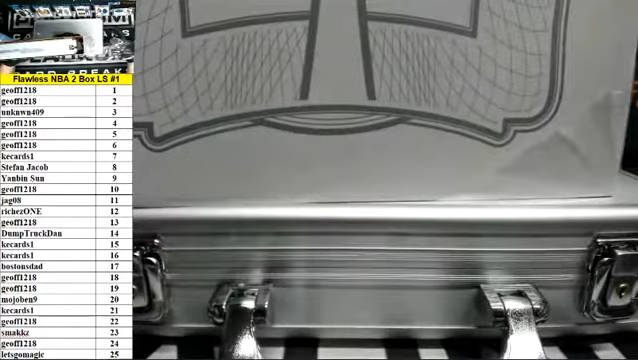 Flawless NBA 2 Box LS #1
geoff1218 1
geoff1218 2
unknwn409 3
geoff1218 4
geoff1218 5
geoff1218 6
kecards1 7
Stefan Jacob 8
Yanbin Sun 9
geoff1218 10
jag08 11
richezONE 12
geoff1218 13
DumpTruckDan 14
kecards1 15
kecards1 16
bostonsdad 17
geoff1218 18
geoff1218 19
mojoben9 20
kecards1 21
geoff1218 22
smakkz 23
geoff1218 24
letsgomagic 25